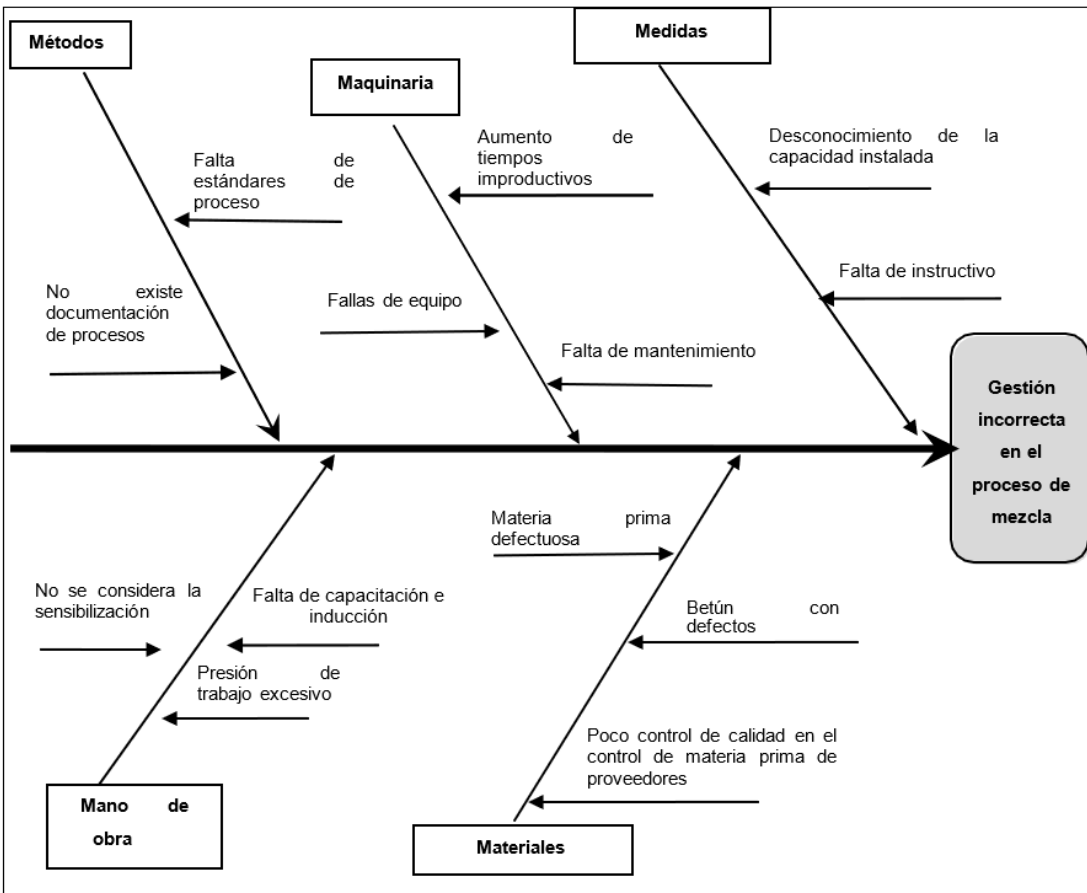 Métodos
Maquinaria
Medidas
Falta de
estándares de
proceso
No existe
documentación
de procesos
Aumento de
tiempos
improductivos
Fallas de equipo
Falta de mantenimiento
Desconocimiento de la
capacidad instalada
Falta de instructivo
Gestión
incorrecta
en el
proceso de
mezcla
No se considera la
sensibilización
Falta de capacitación e
inducción
Presión de
trabajo excesivo
Mano de
obra
Materia prima
defectuosa
Betún con
defectos
Poco control de calidad en el
control de materia prima de
proveedores
Materiales